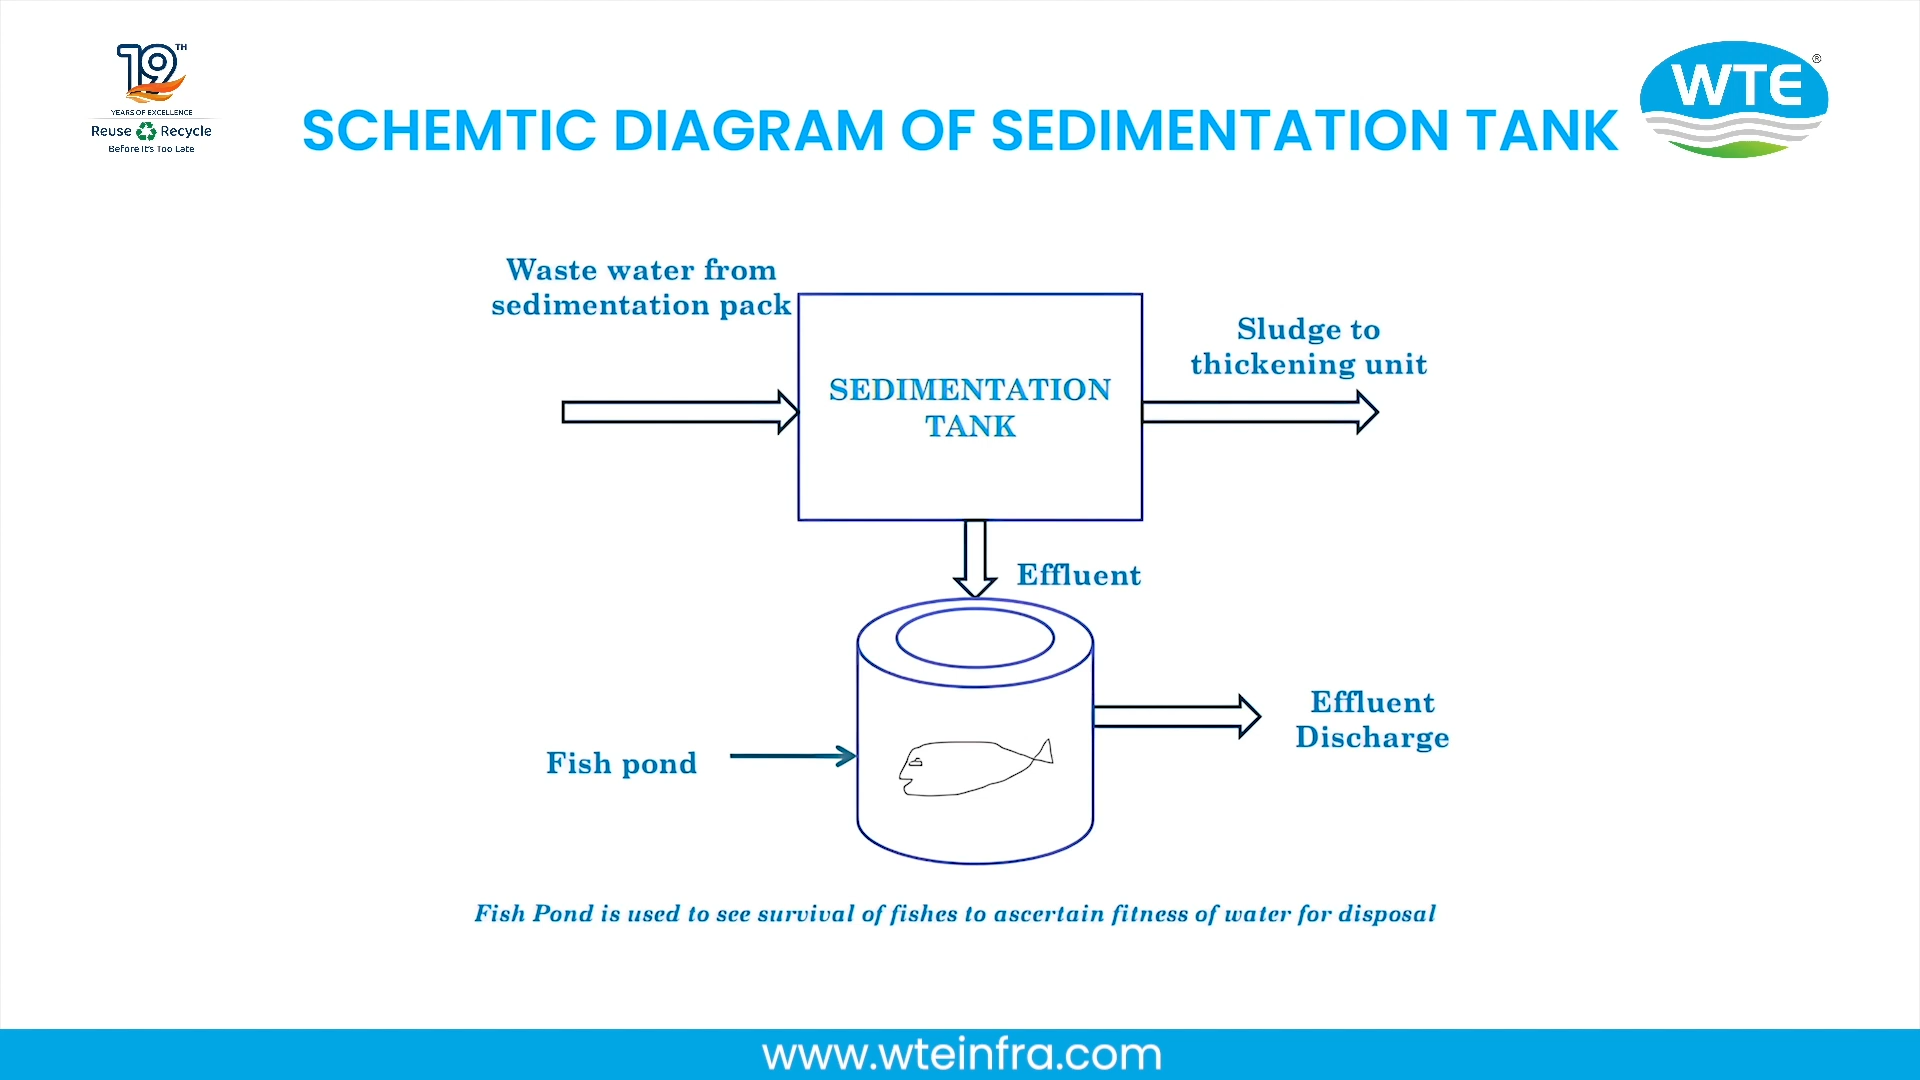 19TH
YEARS OF EXCELLENCE
Reuse Recycle
Before It's Too Late
SCHEMTIC DIAGRAM OF SEDIMENTATION TANK
WTE®
Waste water from
sedimentation pack
SEDIMENTATION
TANK
Sludge to
thickening unit
Effluent
Fish pond
Effluent
Discharge
Fish Pond is used to see survival of fishes to ascertain fitness of water for disposal
www.wteinfra.com